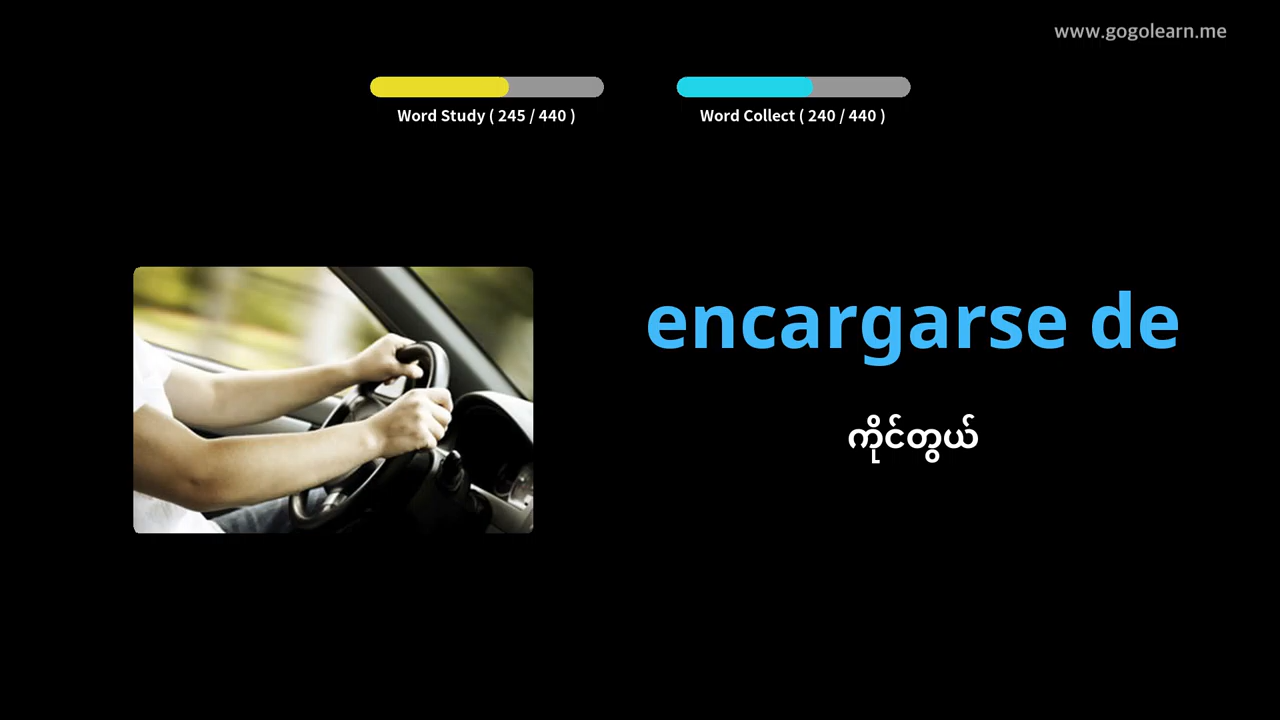 www.gogolearn.me
Word Study ( 245 / 440 )
Word Collect ( 240 / 440 )
encargarse de
ကိုင်တွယ်